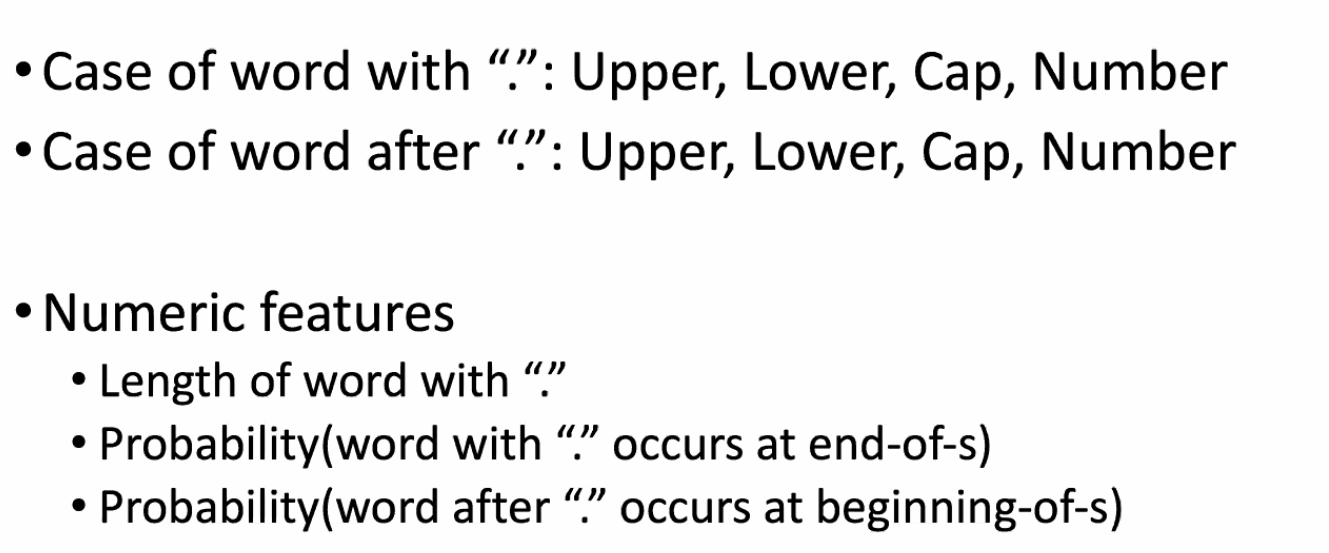 • Case of word with “.”: Upper, Lower, Cap, Number
• Case of word after “.”: Upper, Lower, Cap, Number
• Numeric features
• Length of word with “.”
• Probability(word with “.” occurs at end-of-s)
• Probability(word after “.” occurs at beginning-of-s)